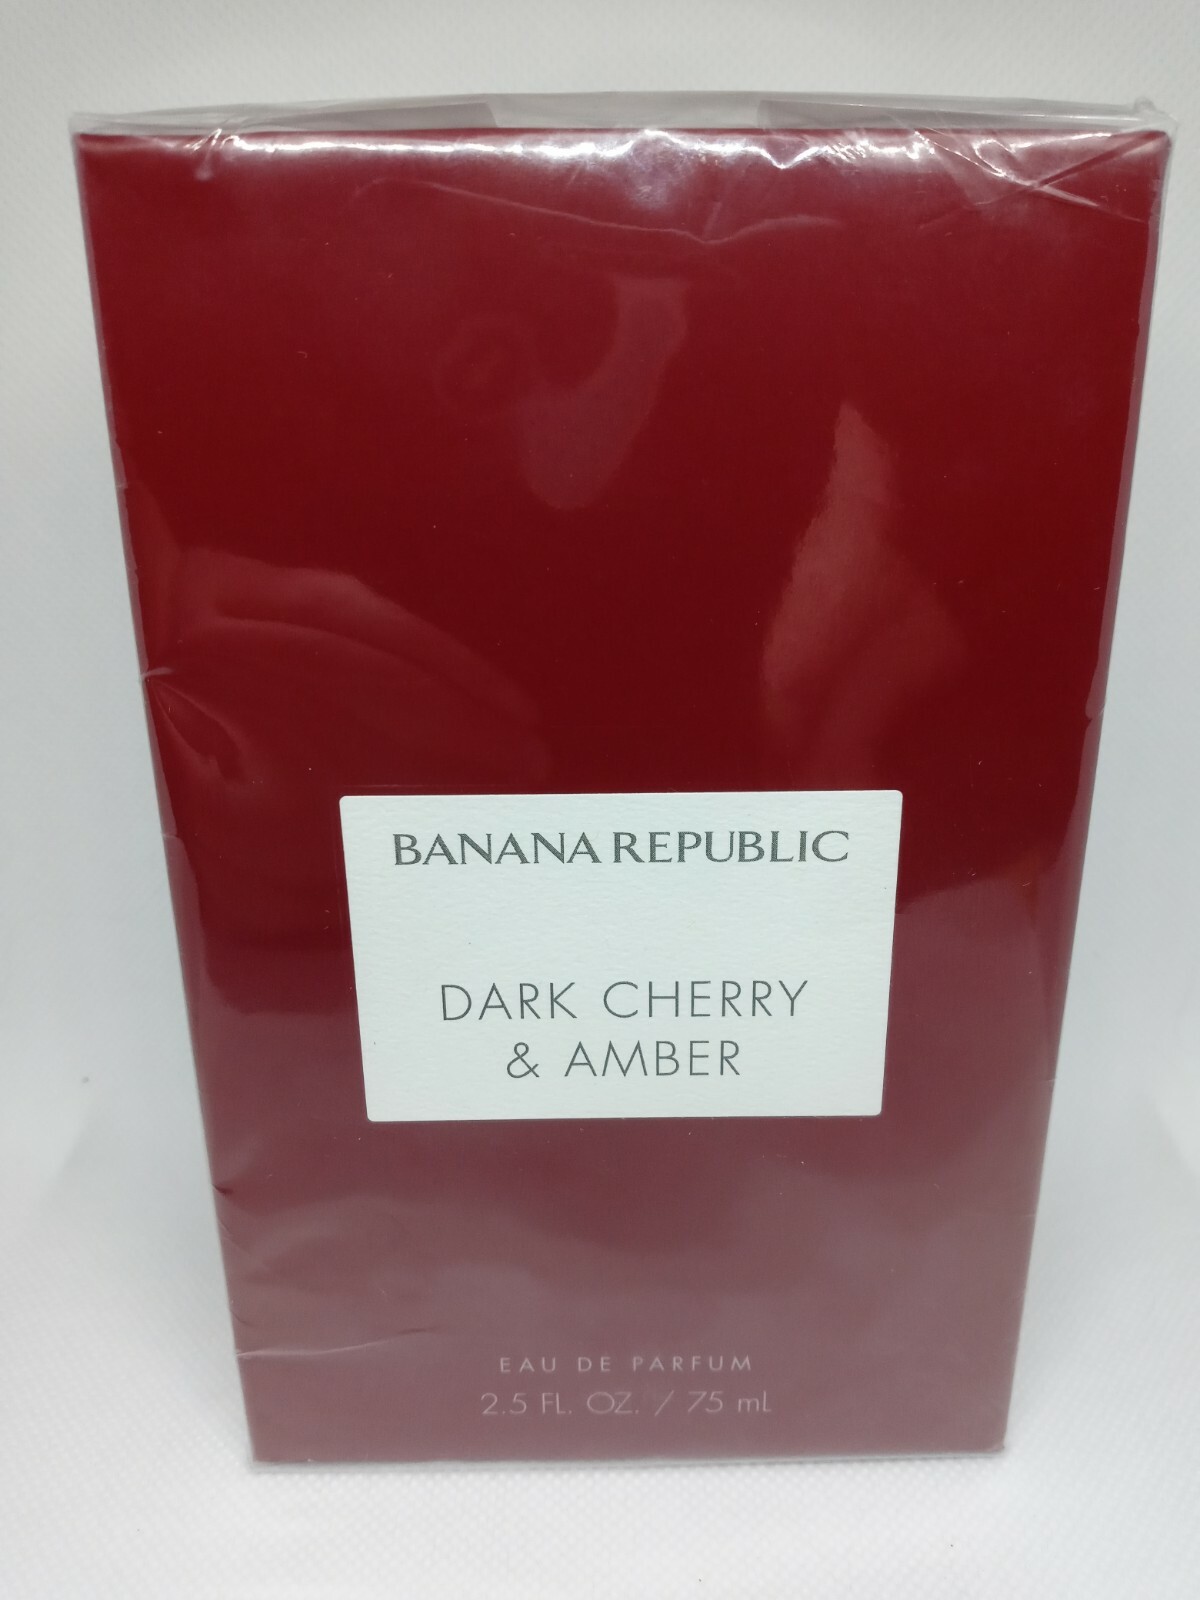 BANANA REPUBLIC
DARK CHERRY
& AMBER
EAU DE PARFUM
2.5 FL. OZ. / 75 mL